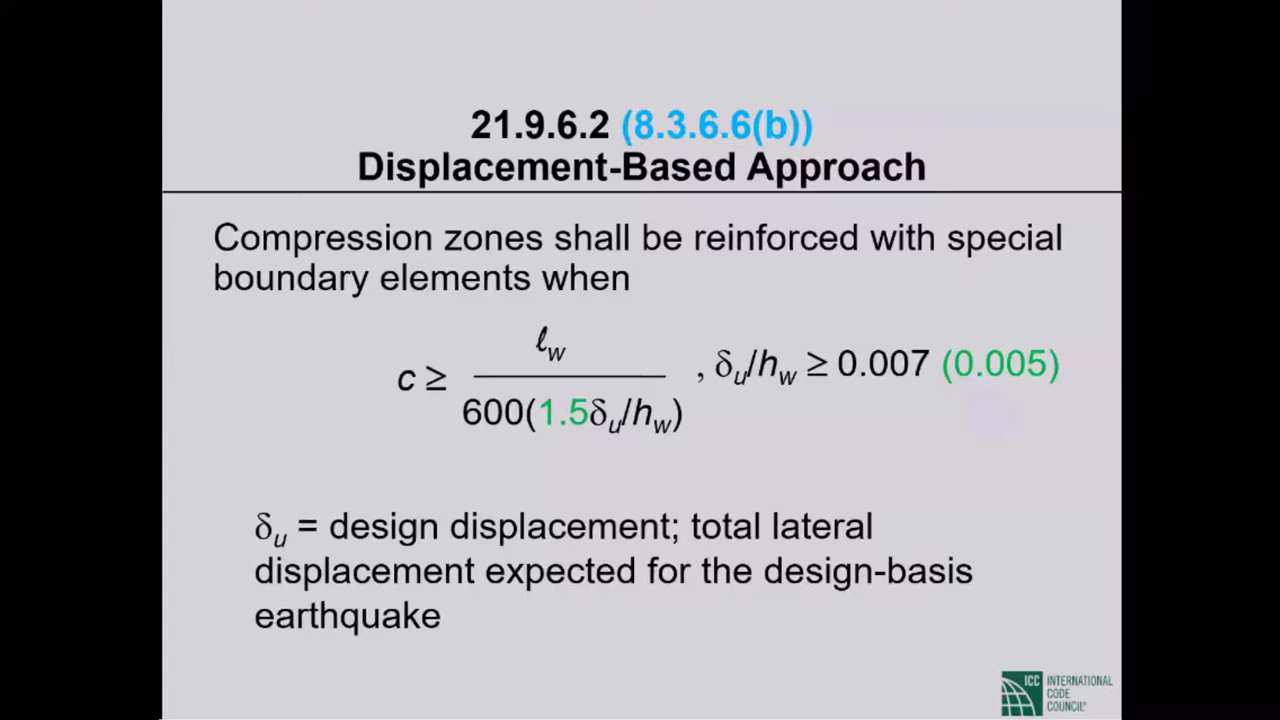 21.9.6.2 (8.3.6.6(b))
Displacement-Based Approach
Compression zones shall be reinforced with special
boundary elements when
c ≥ ℓw / 600(1.5δu/hw) , δu/hw ≥ 0.007 (0.005)
δu = design displacement; total lateral
displacement expected for the design-basis
earthquake
ICC INTERNATIONAL
CODE
COUNCIL®